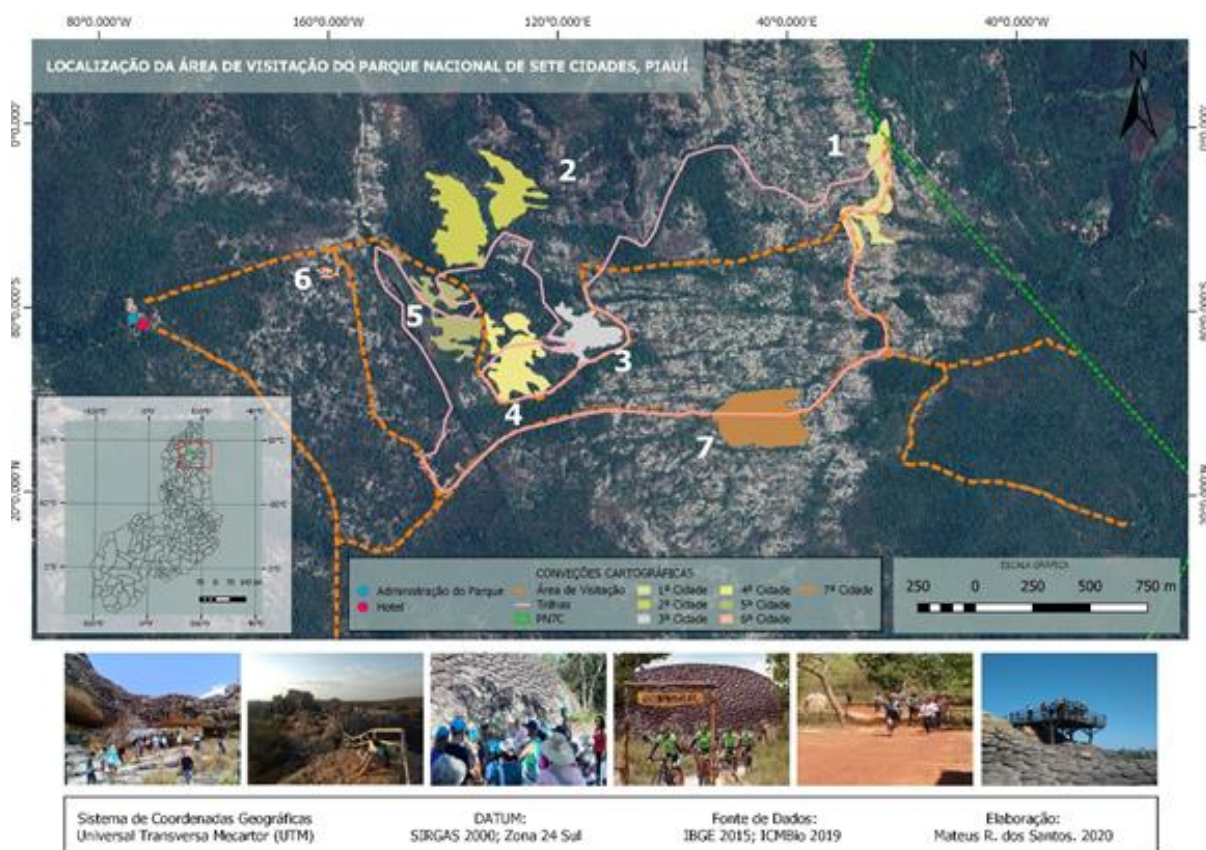 80°0.000'W 160°0.000'W 120°0.000'W 40°0.000'W 40°0.000'W
LOCALIZAÇÃO DA ÁREA DE VISITAÇÃO DO PARQUE NACIONAL DE SETE CIDADES, PIAUÍ
N
1
2
6
5
3
4
7
CONVEÇÕES CARTOGRÁFICAS
Administração do Parque
Hotel
Área de Visitação
Trilhas
PN7C
1ª Cidade
2ª Cidade
3ª Cidade
4ª Cidade
5ª Cidade
6ª Cidade
7ª Cidade
ESCALA GRÁFICA
250 0 250 500 750 m
Sistema de Coordenadas Geográficas
Universal Transversa Mecartor (UTM)
DATUM:
SIRGAS 2000; Zona 24 Sul
Fonte de Dados:
IBGE 2015; ICMBio 2019
Elaboração:
Mateus R. dos Santos. 2020